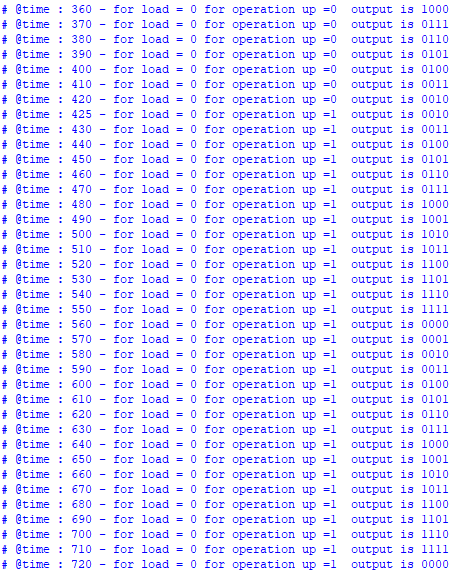 # @time : 360 - for load = 0 for operation up =0  output is 1000
# @time : 370 - for load = 0 for operation up =0  output is 0111
# @time : 380 - for load = 0 for operation up =0  output is 0110
# @time : 390 - for load = 0 for operation up =0  output is 0101
# @time : 400 - for load = 0 for operation up =0  output is 0100
# @time : 410 - for load = 0 for operation up =0  output is 0011
# @time : 420 - for load = 0 for operation up =0  output is 0010
# @time : 425 - for load = 0 for operation up =1  output is 0010
# @time : 430 - for load = 0 for operation up =1  output is 0011
# @time : 440 - for load = 0 for operation up =1  output is 0100
# @time : 450 - for load = 0 for operation up =1  output is 0101
# @time : 460 - for load = 0 for operation up =1  output is 0110
# @time : 470 - for load = 0 for operation up =1  output is 0111
# @time : 480 - for load = 0 for operation up =1  output is 1000
# @time : 490 - for load = 0 for operation up =1  output is 1001
# @time : 500 - for load = 0 for operation up =1  output is 1010
# @time : 510 - for load = 0 for operation up =1  output is 1011
# @time : 520 - for load = 0 for operation up =1  output is 1100
# @time : 530 - for load = 0 for operation up =1  output is 1101
# @time : 540 - for load = 0 for operation up =1  output is 1110
# @time : 550 - for load = 0 for operation up =1  output is 1111
# @time : 560 - for load = 0 for operation up =1  output is 0000
# @time : 570 - for load = 0 for operation up =1  output is 0001
# @time : 580 - for load = 0 for operation up =1  output is 0010
# @time : 590 - for load = 0 for operation up =1  output is 0011
# @time : 600 - for load = 0 for operation up =1  output is 0100
# @time : 610 - for load = 0 for operation up =1  output is 0101
# @time : 620 - for load = 0 for operation up =1  output is 0110
# @time : 630 - for load = 0 for operation up =1  output is 0111
# @time : 640 - for load = 0 for operation up =1  output is 1000
# @time : 650 - for load = 0 for operation up =1  output is 1001
# @time : 660 - for load = 0 for operation up =1  output is 1010
# @time : 670 - for load = 0 for operation up =1  output is 1011
# @time : 680 - for load = 0 for operation up =1  output is 1100
# @time : 690 - for load = 0 for operation up =1  output is 1101
# @time : 700 - for load = 0 for operation up =1  output is 1110
# @time : 710 - for load = 0 for operation up =1  output is 1111
# @time : 720 - for load = 0 for operation up =1  output is 0000